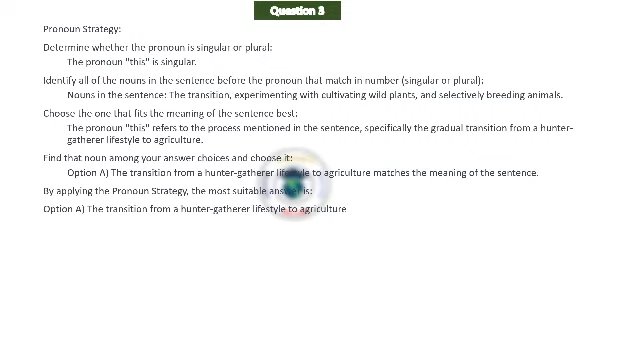 Question 3
Pronoun Strategy:
Determine whether the pronoun is singular or plural:
The pronoun "this" is singular.
Identify all of the nouns in the sentence before the pronoun that match in number (singular or plural):
Nouns in the sentence: The transition, experimenting with cultivating wild plants, and selectively breeding animals.
Choose the one that fits the meaning of the sentence best:
The pronoun "this" refers to the process mentioned in the sentence, specifically the gradual transition from a hunter-
gatherer lifestyle to agriculture.
Find that noun among your answer choices and choose it:
Option A) The transition from a hunter-gatherer lifestyle to agriculture matches the meaning of the sentence.
By applying the Pronoun Strategy, the most suitable answer is:
Option A) The transition from a hunter-gatherer lifestyle to agriculture